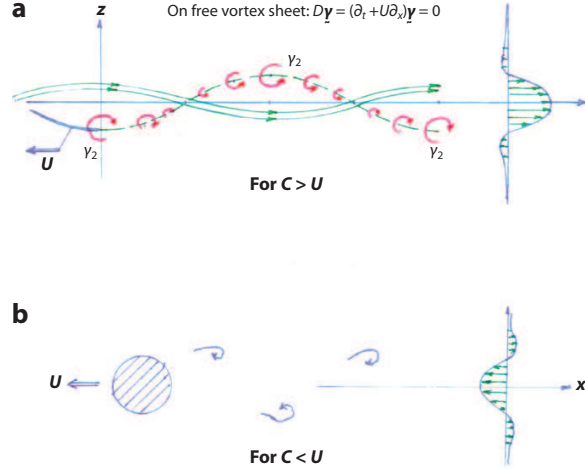 a
On free vortex sheet: Dγ = (∂t + U∂x)γ = 0
z
γ2
γ2
γ2
U
For C > U
b
U
x
For C < U